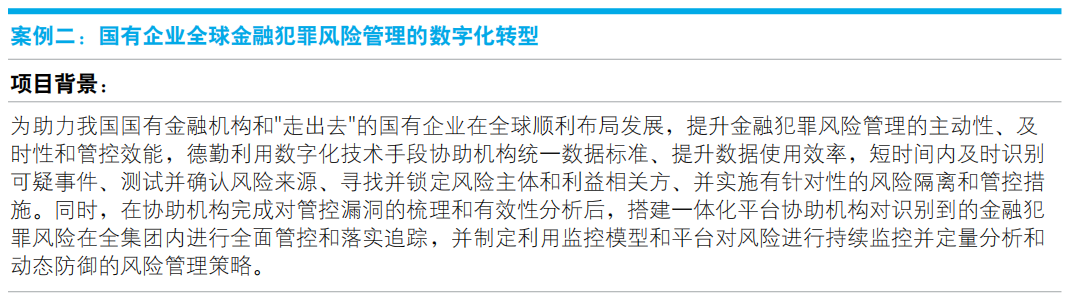 案例二：国有企业全球金融犯罪风险管理的数字化转型
项目背景：
为助力我国国有金融机构和"走出去"的国有企业在全球顺利布局发展，提升金融犯罪风险管理的主动性、及
时性和管控效能，德勤利用数字化技术手段协助机构统一数据标准、提升数据使用效率，短时间内及时识别
可疑事件、测试并确认风险来源、寻找并锁定风险主体和利益相关方、并实施有针对性的风险隔离和管控措
施。同时，在协助机构完成对管控漏洞的梳理和有效性分析后，搭建一体化平台协助机构对识别到的金融犯
罪风险在全集团内进行全面管控和落实追踪，并制定利用监控模型和平台对风险进行持续监控并定量分析和
动态防御的风险管理策略。